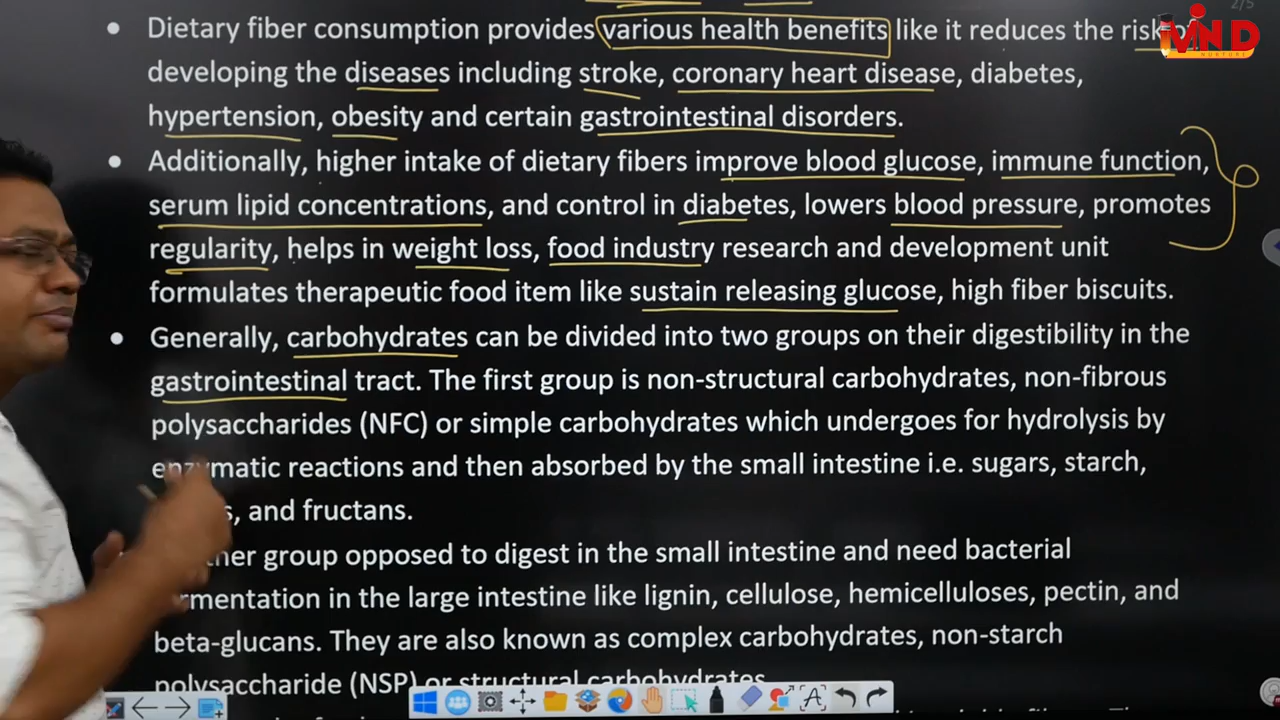 2/5
MIND
NURTURE
Dietary fiber consumption provides various health benefits like it reduces the risk of
developing the diseases including stroke, coronary heart disease, diabetes,
hypertension, obesity and certain gastrointestinal disorders.
Additionally, higher intake of dietary fibers improve blood glucose, immune function,
serum lipid concentrations, and control in diabetes, lowers blood pressure, promotes
regularity, helps in weight loss, food industry research and development unit
formulates therapeutic food item like sustain releasing glucose, high fiber biscuits.
Generally, carbohydrates can be divided into two groups on their digestibility in the
gastrointestinal tract. The first group is non-structural carbohydrates, non-fibrous
polysaccharides (NFC) or simple carbohydrates which undergoes for hydrolysis by
enzymatic reactions and then absorbed by the small intestine i.e. sugars, starch,
and fructans.
group opposed to digest in the small intestine and need bacterial
in the large intestine like lignin, cellulose, hemicelluloses, pectin, and
beta-glucans. They are also known as complex carbohydrates, non-starch
polysaccharide (NSP) or structural carbohydrates.